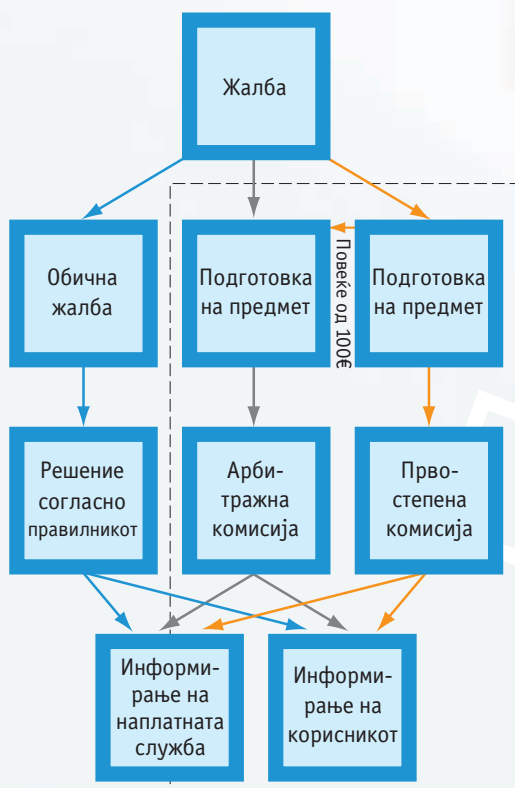 Жалба
Обична
жалба
Подготовка
на предмет
Повеќе од 100€
Подготовка
на предмет
Решение
согласно
правилникот
Арби-
тражна
комисија
Прво-
степена
комисија
Информи-
рање на
наплатната
служба
Информи-
рање на
корисникот